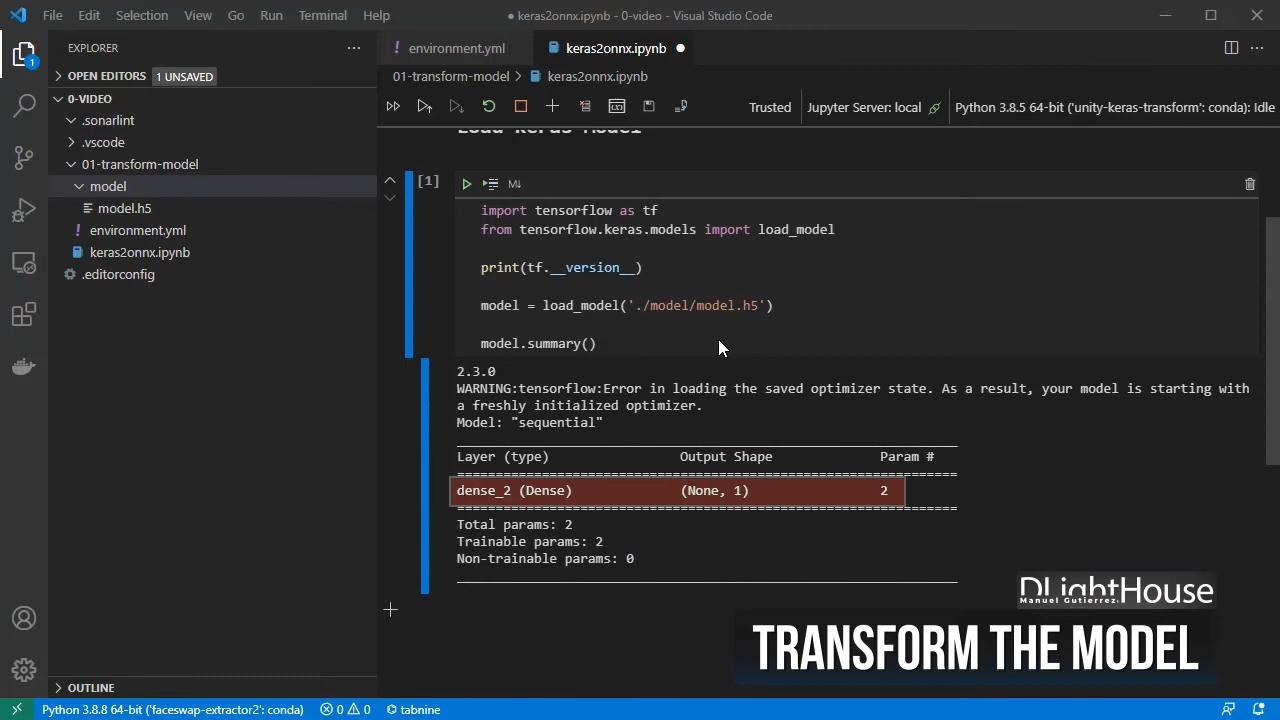 File Edit Selection View Go Run Terminal Help
● keras2onnx.ipynb - 0-video - Visual Studio Code
EXPLORER
OPEN EDITORS 1 UNSAVED
0-VIDEO
.sonarlint
.vscode
01-transform-model
model
model.h5
environment.yml
keras2onnx.ipynb
.editorconfig
OUTLINE
1
environment.yml
keras2onnx.ipynb
01-transform-model > keras2onnx.ipynb
Trusted
Jupyter Server: local
Python 3.8.5 64-bit ('unity-keras-transform': conda): Idle
Load Keras Model
[1]
M↓
import tensorflow as tf
from tensorflow.keras.models import load_model
print(tf.__version__)
model = load_model('./model/model.h5')
model.summary()
2.3.0
WARNING:tensorflow:Error in loading the saved optimizer state. As a result, your model is starting with
a freshly initialized optimizer.
Model: "sequential"
Layer (type) Output Shape Param #
dense_2 (Dense) (None, 1) 2
Total params: 2
Trainable params: 2
Non-trainable params: 0
DLightHouse
Manuel Gutierrez
TRANSFORM THE MODEL
Python 3.8.8 64-bit ('faceswap-extractor2': conda) 0 0 tabnine